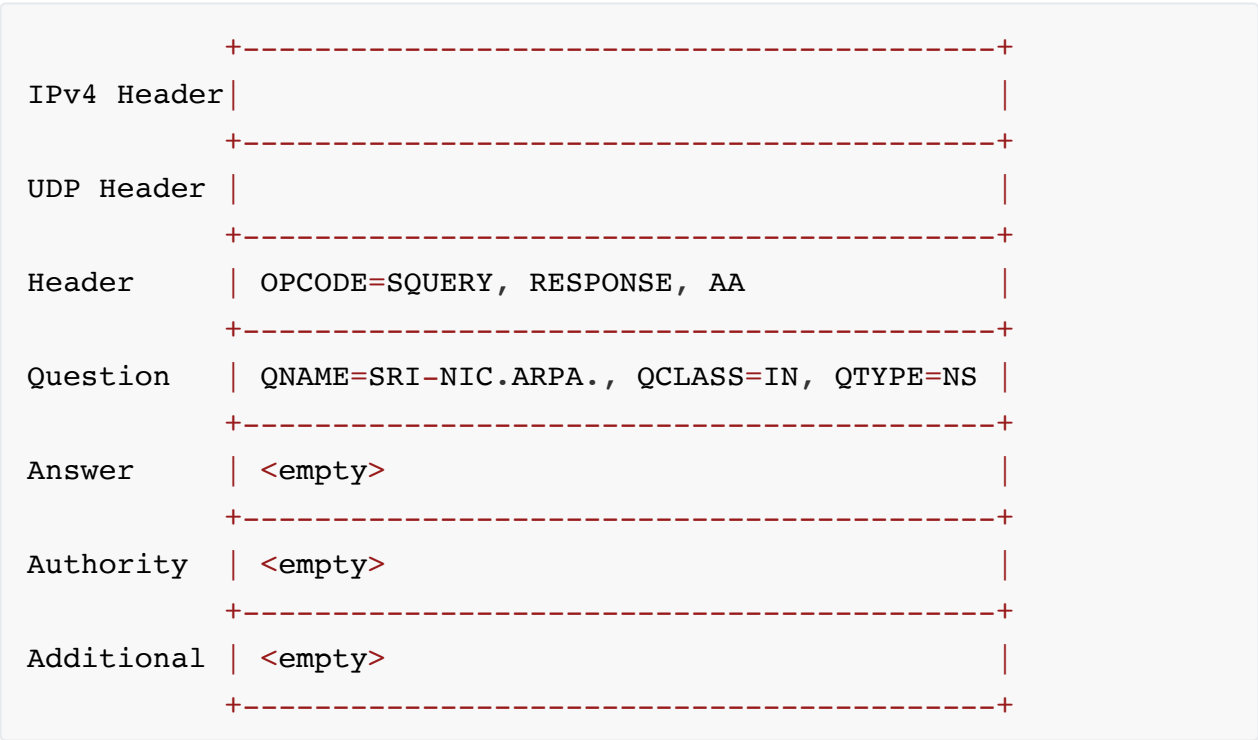 +------------------------------------------+
IPv4 Header| |
+------------------------------------------+
UDP Header | |
+------------------------------------------+
Header | OPCODE=SQUERY, RESPONSE, AA |
+------------------------------------------+
Question | QNAME=SRI-NIC.ARPA., QCLASS=IN, QTYPE=NS |
+------------------------------------------+
Answer | <empty> |
+------------------------------------------+
Authority | <empty> |
+------------------------------------------+
Additional | <empty> |
+------------------------------------------+